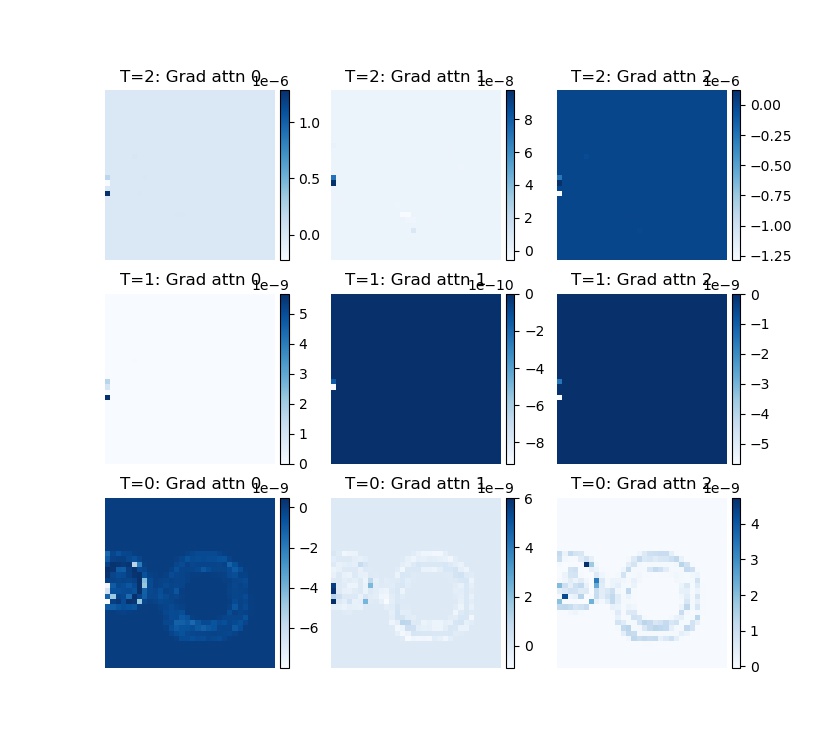 T=2: Grad attn 0
1e−6
1.0
0.5
0.0
T=2: Grad attn 1
1e−8
8
6
4
2
0
T=2: Grad attn 2
1e−6
0.00
−0.25
−0.50
−0.75
−1.00
−1.25
T=1: Grad attn 0
1e−9
5
4
3
2
1
0
T=1: Grad attn 1
1e−10
0
−2
−4
−6
−8
T=1: Grad attn 2
1e−9
0
−1
−2
−3
−4
−5
T=0: Grad attn 0
1e−9
0
−2
−4
−6
T=0: Grad attn 1
1e−9
6
4
2
0
T=0: Grad attn 2
1e−9
4
3
2
1
0